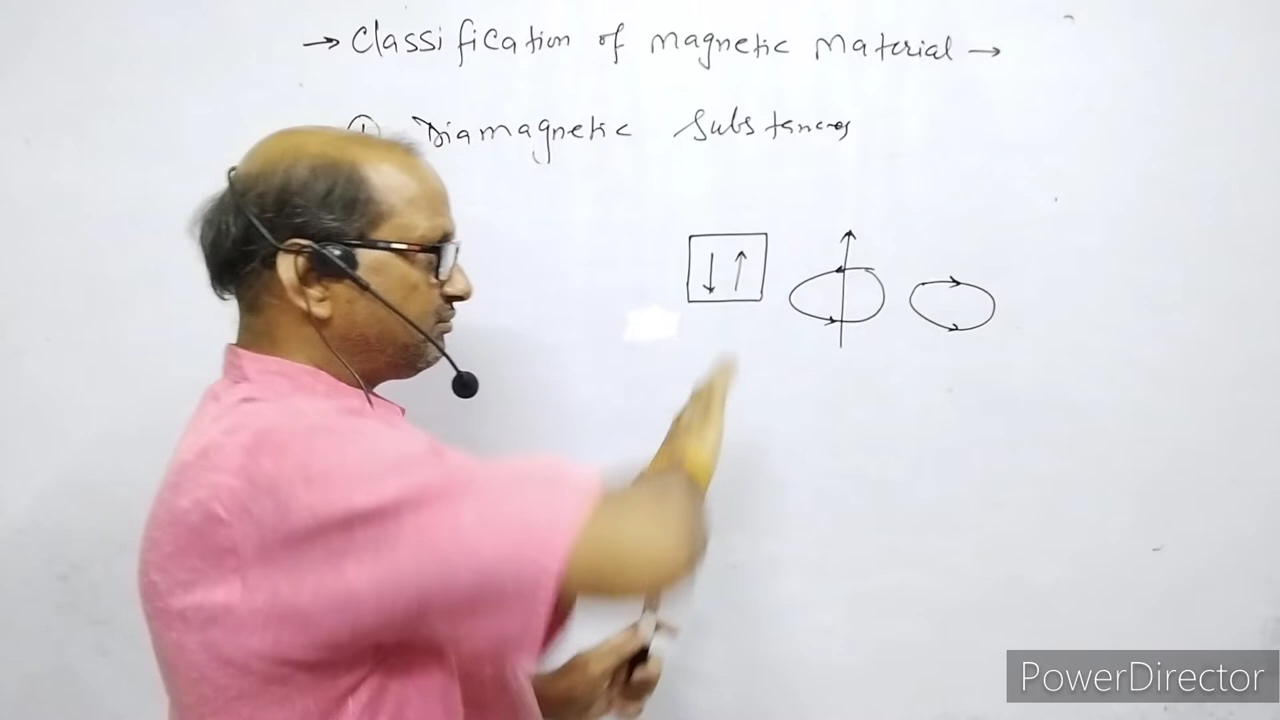 → Classification of magnetic Material →
① Diamagnetic Substances
PowerDirector